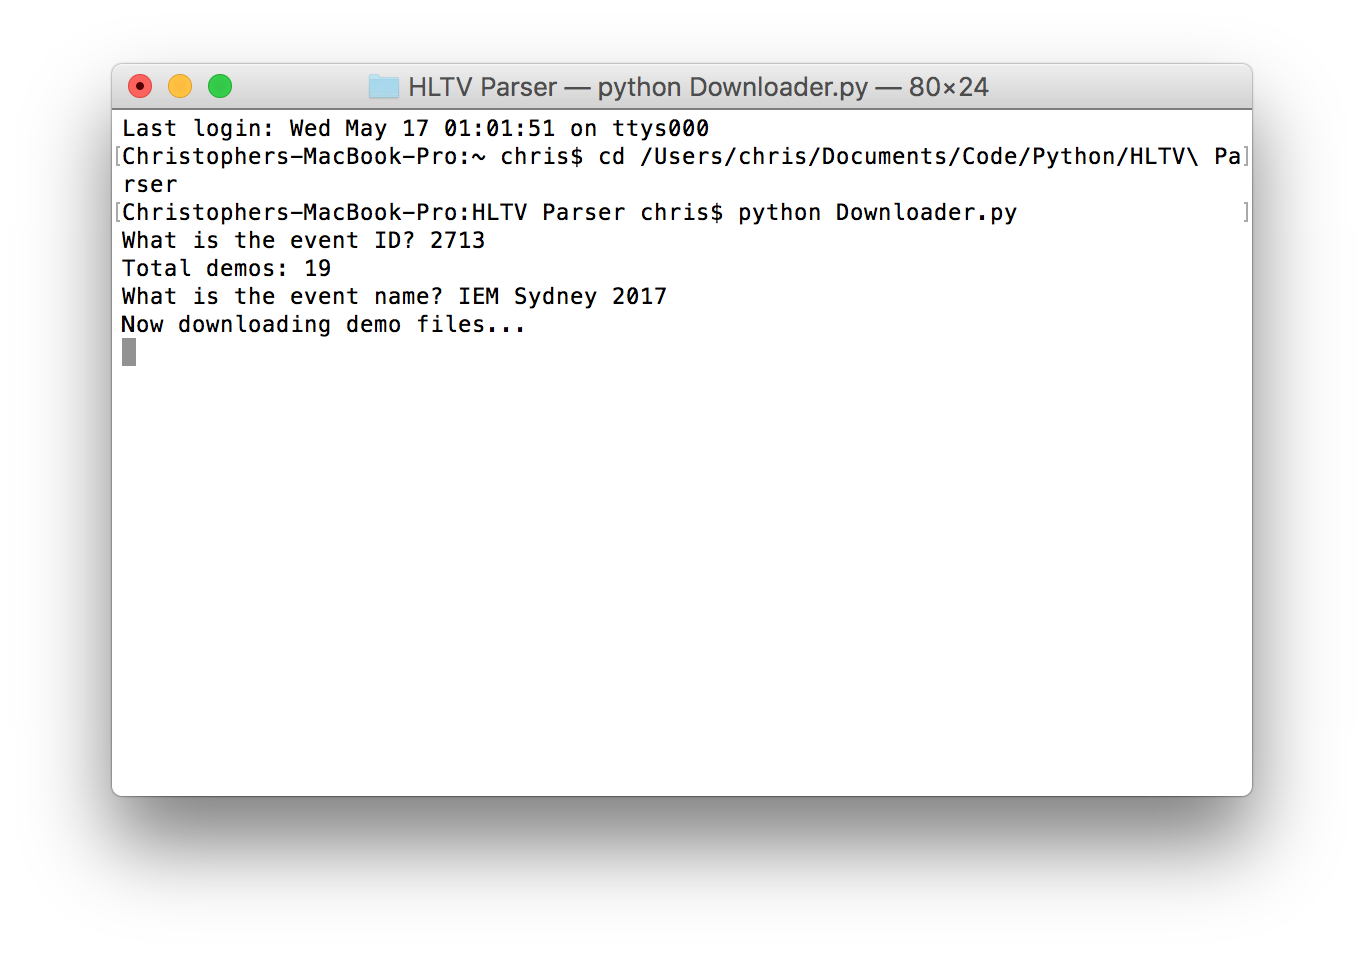 HLTV Parser — python Downloader.py — 80×24
Last login: Wed May 17 01:01:51 on ttys000
[Christophers-MacBook-Pro:~ chris$ cd /Users/chris/Documents/Code/Python/HLTV\ Pa]
rser
[Christophers-MacBook-Pro:HLTV Parser chris$ python Downloader.py ]
What is the event ID? 2713
Total demos: 19
What is the event name? IEM Sydney 2017
Now downloading demo files...